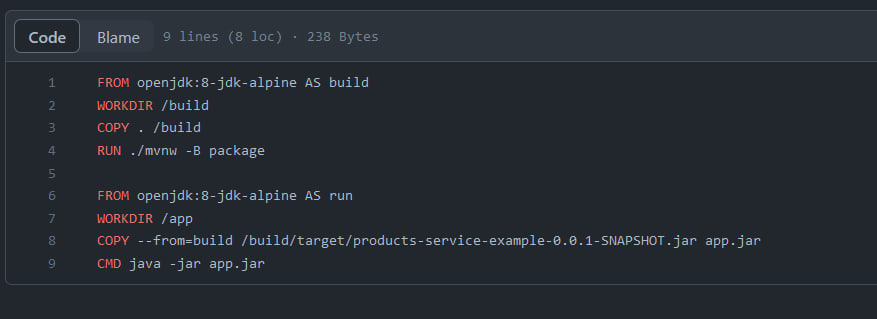 Code Blame 9 lines (8 loc) · 238 Bytes
1 FROM openjdk:8-jdk-alpine AS build
2 WORKDIR /build
3 COPY . /build
4 RUN ./mvnw -B package
5
6 FROM openjdk:8-jdk-alpine AS run
7 WORKDIR /app
8 COPY --from=build /build/target/products-service-example-0.0.1-SNAPSHOT.jar app.jar
9 CMD java -jar app.jar